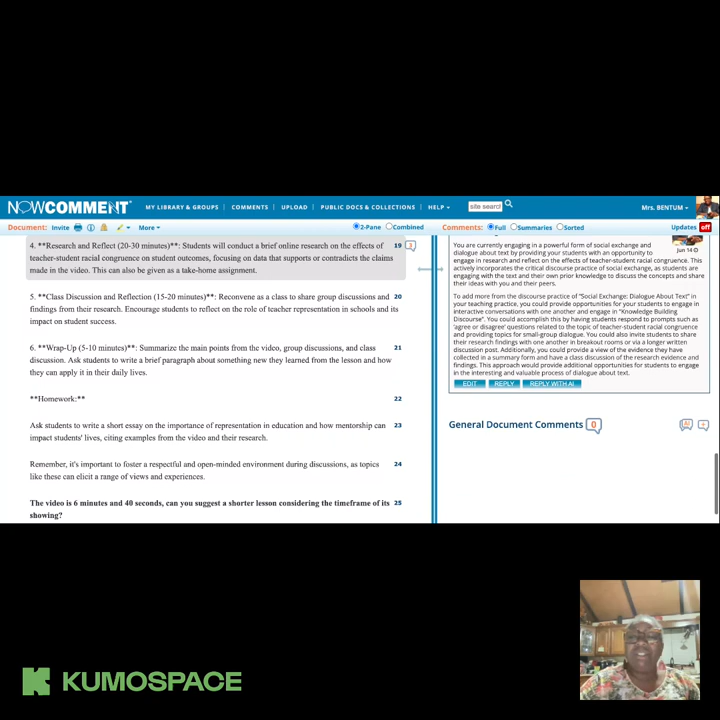 NOWCOMMENT MY LIBRARY & GROUPS COMMENTS UPLOAD PUBLIC DOCS & COLLECTIONS HELP site search Mrs. BENTUM
Document: Invite More 2-Pane Combined Comments: Full Summaries Sorted Updates off
4. **Research and Reflect (20-30 minutes)**: Students will conduct a brief online research on the effects of 19
teacher-student racial congruence on student outcomes, focusing on data that supports or contradicts the claims
made in the video. This can also be given as a take-home assignment.
5. **Class Discussion and Reflection (15-20 minutes)**: Reconvene as a class to share group discussions and 20
findings from their research. Encourage students to reflect on the role of teacher representation in schools and its
impact on student success.
6. **Wrap-Up (5-10 minutes)**: Summarize the main points from the video, group discussions, and class 21
discussion. Ask students to write a brief paragraph about something new they learned from the lesson and how
they can apply it in their daily lives.
**Homework:** 22
Ask students to write a short essay on the importance of representation in education and how mentorship can 23
impact students' lives, citing examples from the video and their research.
Remember, it's important to foster a respectful and open-minded environment during discussions, as topics 24
like these can elicit a range of views and experiences.
The video is 6 minutes and 40 seconds, can you suggest a shorter lesson considering the timeframe of its 25
showing?
Jun 14
You are currently engaging in a powerful form of social exchange and
dialogue about text by providing your students with an opportunity to
engage in research and reflect on the effects of teacher-student racial congruence. This
actively incorporates the critical discourse practice of social exchange, as students are
engaging with the text and their own prior knowledge to discuss the concepts and share
their ideas with you and their peers.
To add more from the discourse practice of "Social Exchange: Dialogue About Text" in
your teaching practice, you could provide opportunities for your students to engage in
interactive conversations with one another and engage in "Knowledge Building
Discourse". You could accomplish this by having students respond to prompts such as
'agree or disagree' questions related to the topic of teacher-student racial congruence
and providing topics for small-group dialogue. You could also invite students to share
their research findings with one another in breakout rooms or via a longer written
discussion post. Additionally, you could provide a view of the evidence they have
collected in a summary form and have a class discussion of the research evidence and
findings. This approach would provide additional opportunities for students to engage
in the interesting and valuable process of dialogue about text.
EDIT REPLY REPLY WITH AI
General Document Comments 0
KUMOSPACE